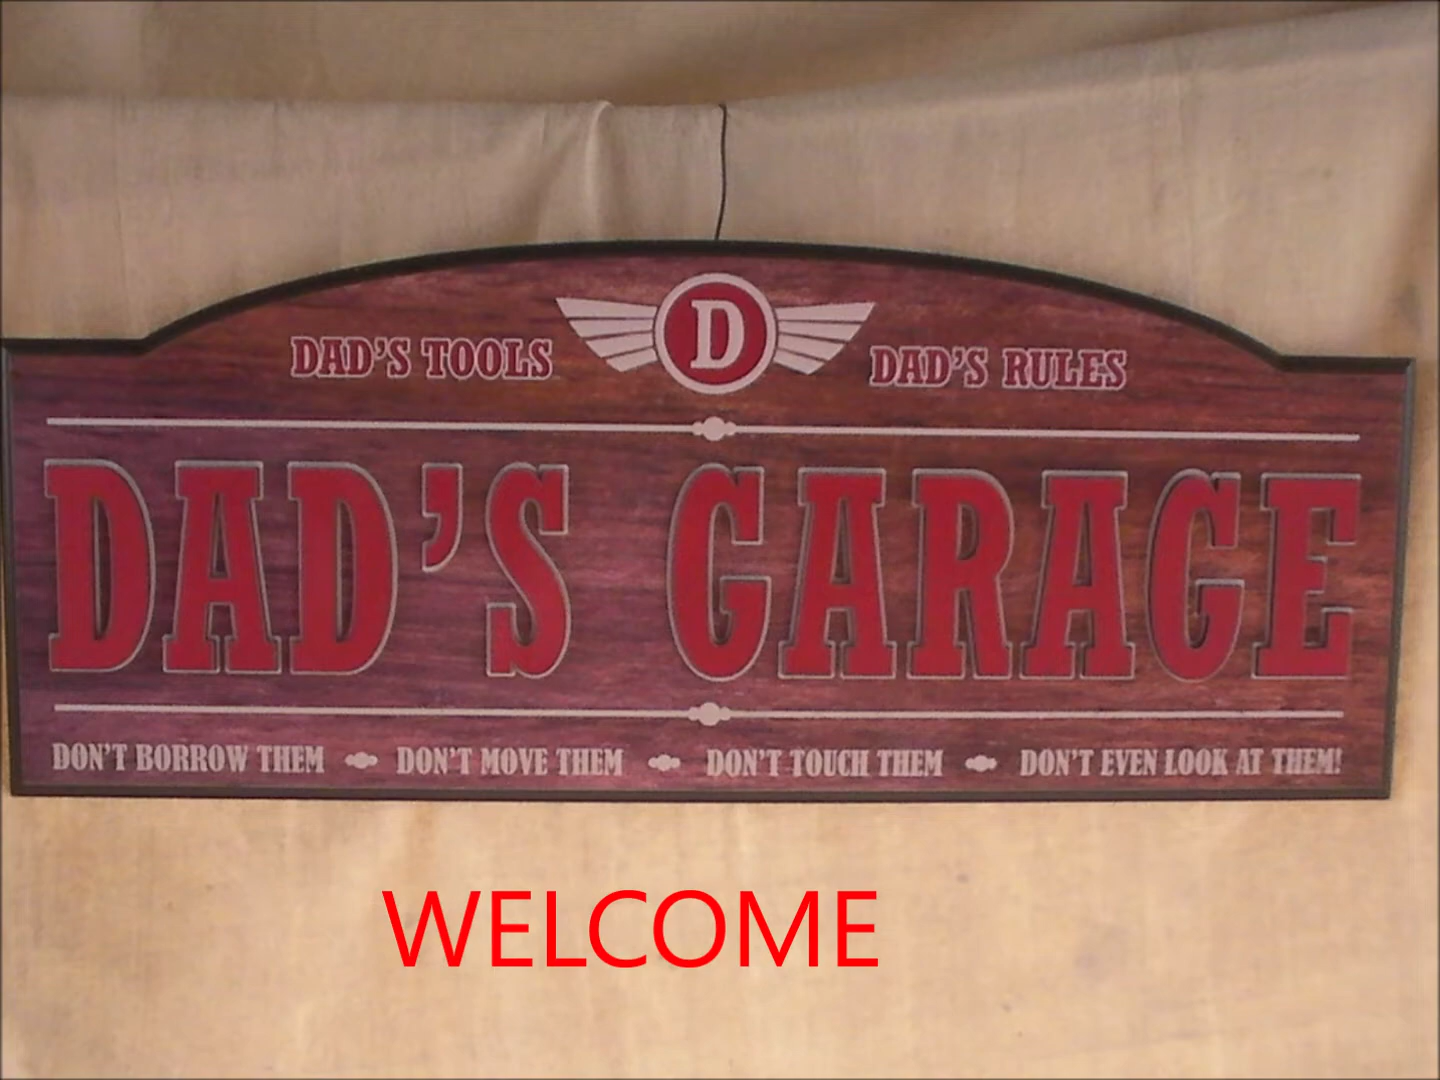 D
DAD'S TOOLS DAD'S RULES
DAD'S GARAGE
DON'T BORROW THEM DON'T MOVE THEM DON'T TOUCH THEM DON'T EVEN LOOK AT THEM!
WELCOME